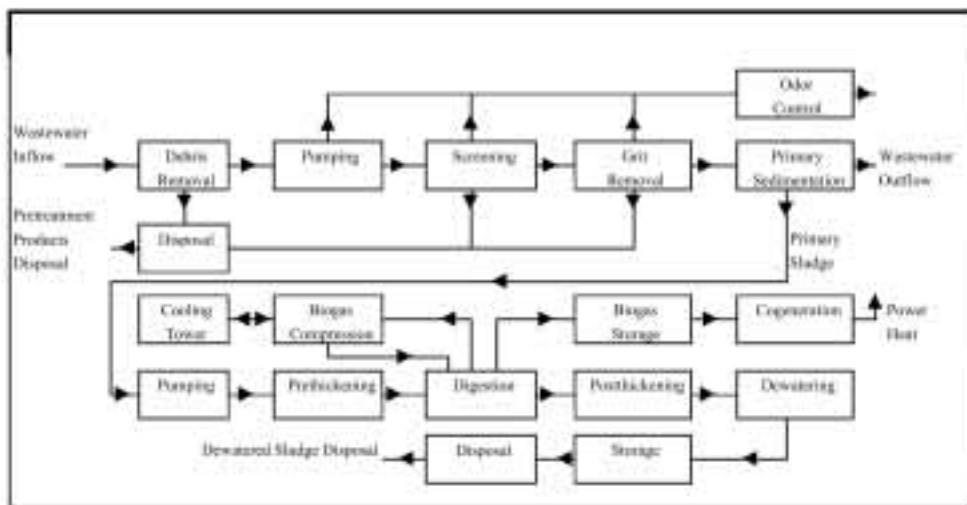 Odor
Control
Wastewater
Inflow
Debris
Removal
Pumping
Screening
Grit
Removal
Primary
Sedimentation
Wastewater
Outflow
Pretreatment
Products
Disposal
Disposal
Primary
Sludge
Cooling
Tower
Biogas
Compression
Biogas
Storage
Cogeneration
Power
Heat
Pumping
Prethickening
Digestion
Postthickening
Dewatering
Dewatered Sludge Disposal
Disposal
Storage